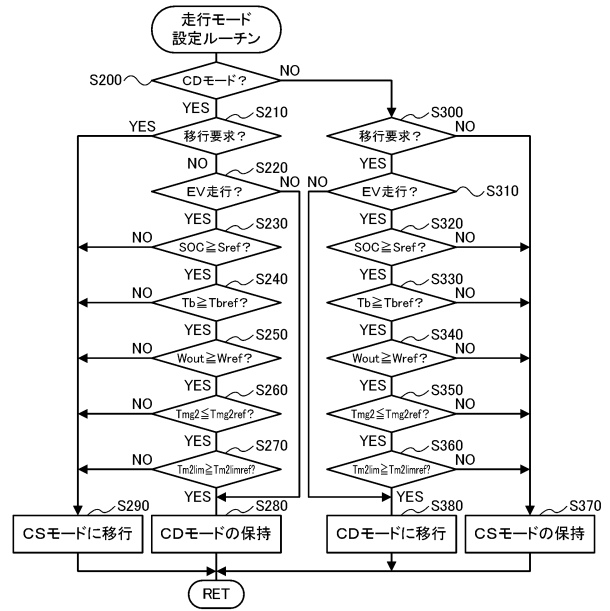 走行モード
設定ルーチン
S200
CDモード?
NO
YES
S210
移行要求?
YES
NO
S220
EV走行?
NO
YES
S230
SOC≧Sref?
NO
YES
S240
Tb≧Tbref?
NO
YES
S250
Wout≧Wref?
NO
YES
S260
Tmg2≦Tmg2ref?
NO
YES
S270
Tm2lim≧Tm2limref?
NO
YES
S290
CSモードに移行
S280
CDモードの保持
S300
移行要求?
NO
YES
S310
EV走行?
NO
YES
S320
SOC≧Sref?
NO
YES
S330
Tb≧Tbref?
NO
YES
S340
Wout≧Wref?
NO
YES
S350
Tmg2≦Tmg2ref?
NO
YES
S360
Tm2lim≧Tm2limref?
NO
YES
S380
CDモードに移行
S370
CSモードの保持
RET